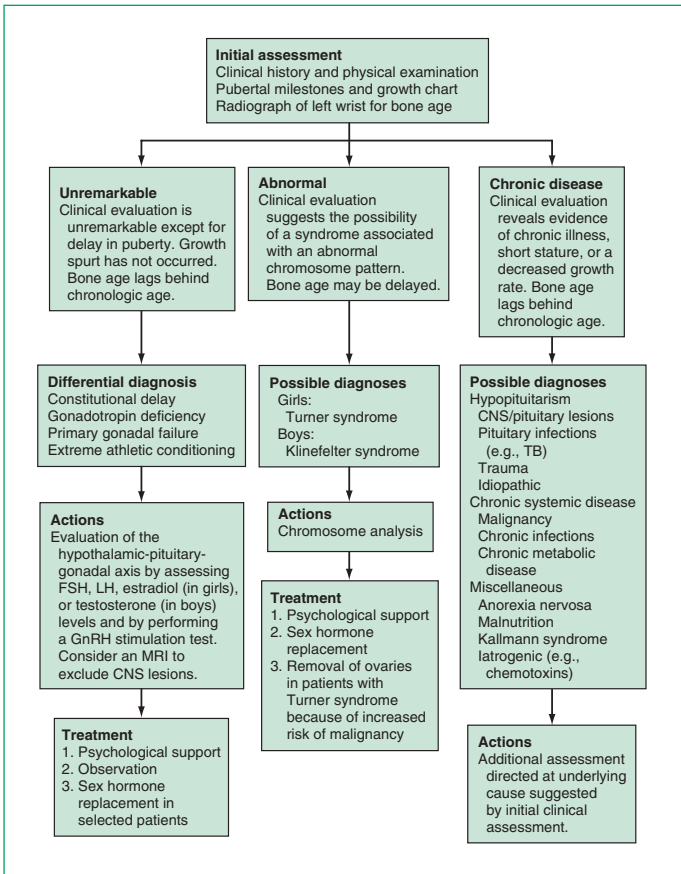 Initial assessment
Clinical history and physical examination
Pubertal milestones and growth chart
Radiograph of left wrist for bone age
Unremarkable
Clinical evaluation is
unremarkable except for
delay in puberty. Growth
spurt has not occurred.
Bone age lags behind
chronologic age.
Differential diagnosis
Constitutional delay
Gonadotropin deficiency
Primary gonadal failure
Extreme athletic conditioning
Actions
Evaluation of the
hypothalamic-pituitary-
gonadal axis by assessing
FSH, LH, estradiol (in girls),
or testosterone (in boys)
levels and by performing
a GnRH stimulation test.
Consider an MRI to
exclude CNS lesions.
Treatment
1. Psychological support
2. Observation
3. Sex hormone
replacement in
selected patients
Abnormal
Clinical evaluation
suggests the possibility
of a syndrome associated
with an abnormal
chromosome pattern.
Bone age may be delayed.
Possible diagnoses
Girls:
Turner syndrome
Boys:
Klinefelter syndrome
Actions
Chromosome analysis
Treatment
1. Psychological support
2. Sex hormone
replacement
3. Removal of ovaries
in patients with
Turner syndrome
because of increased
risk of malignancy
Chronic disease
Clinical evaluation
reveals evidence
of chronic illness,
short stature, or a
decreased growth
rate. Bone age
lags behind
chronologic age.
Possible diagnoses
Hypopituitarism
CNS/pituitary lesions
Pituitary infections
(e.g., TB)
Trauma
Idiopathic
Chronic systemic disease
Malignancy
Chronic infections
Chronic metabolic
disease
Miscellaneous
Anorexia nervosa
Malnutrition
Kallmann syndrome
Iatrogenic (e.g.,
chemotoxins)
Actions
Additional assessment
directed at underlying
cause suggested
by initial clinical
assessment.